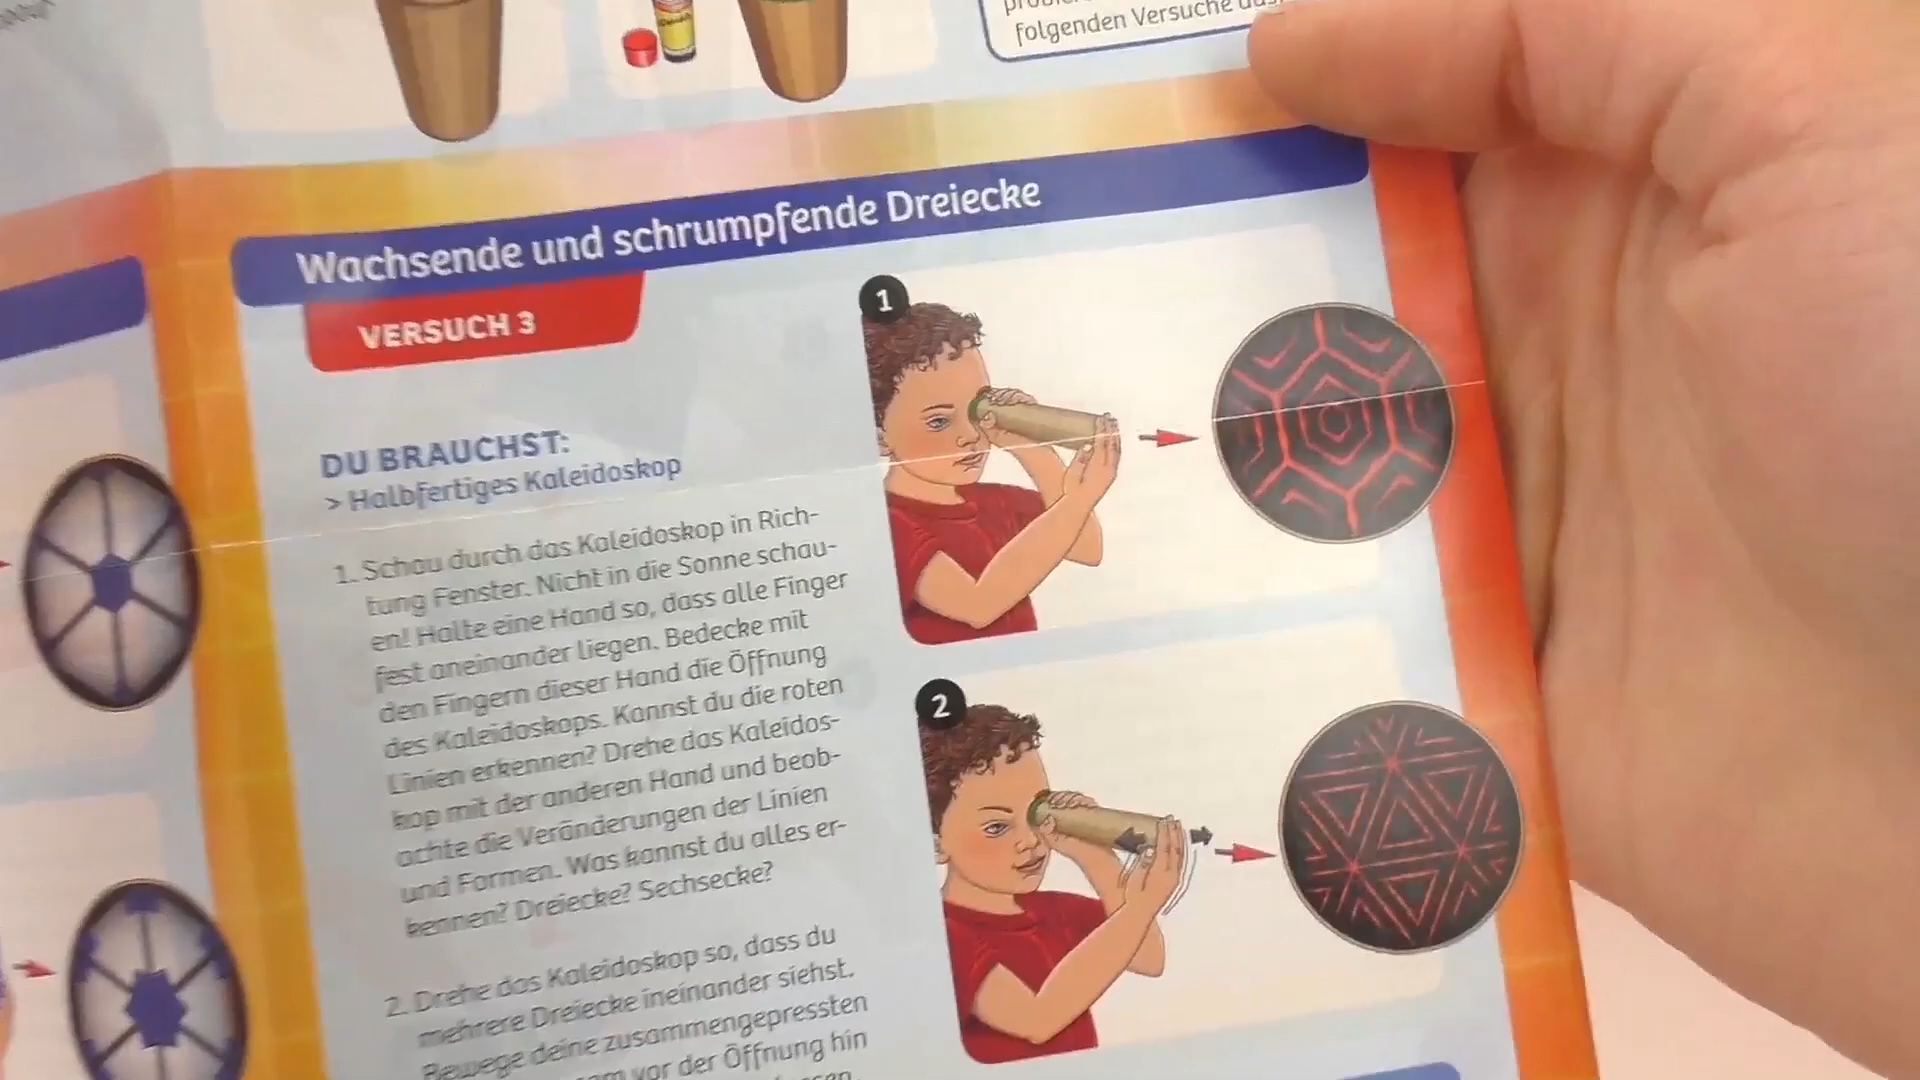 folgenden Versuche
Wachsende und schrumpfende Dreiecke
VERSUCH 3
DU BRAUCHST:
> Halbfertiges Kaleidoskop
1. Schau durch das Kaleidoskop in Rich-
tung Fenster. Nicht in die Sonne schau-
en! Halte eine Hand so, dass alle Finger
fest aneinander liegen. Bedecke mit
den Fingern dieser Hand die Öffnung
des Kaleidoskops. Kannst du die roten
Linien erkennen? Drehe das Kaleidos-
kop mit der anderen Hand und beob-
achte die Veränderungen der Linien
und Formen. Was kannst du alles er-
kennen? Dreiecke? Sechsecke?
2. Drehe das Kaleidoskop so, dass du
mehrere Dreiecke ineinander siehst.
Bewege deine zusammengepressten
vor der Öffnung hin
1
2